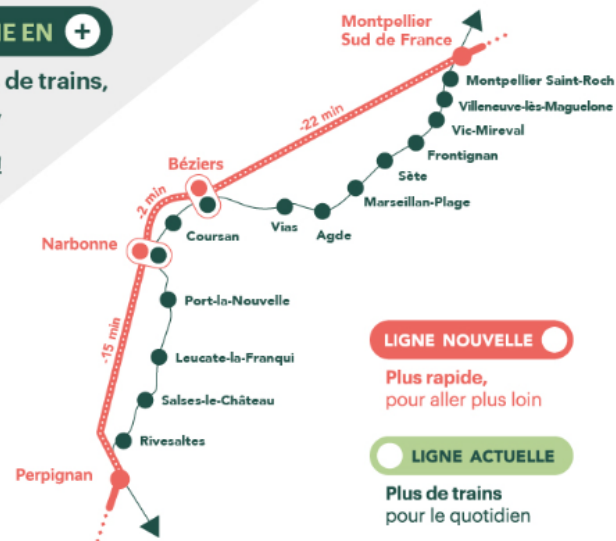 NE EN +
de trains,
Montpellier
Sud de France
Montpellier Saint-Roch
Villeneuve-lès-Maguelone
Vic-Mireval
Frontignan
Sète
Marseillan-Plage
Agde
Vias
-22 min
Béziers
-2 min
Coursan
Narbonne
Port-la-Nouvelle
-15 min
Leucate-la-Franqui
Salses-le-Château
Rivesaltes
Perpignan
LIGNE NOUVELLE
Plus rapide,
pour aller plus loin
LIGNE ACTUELLE
Plus de trains
pour le quotidien